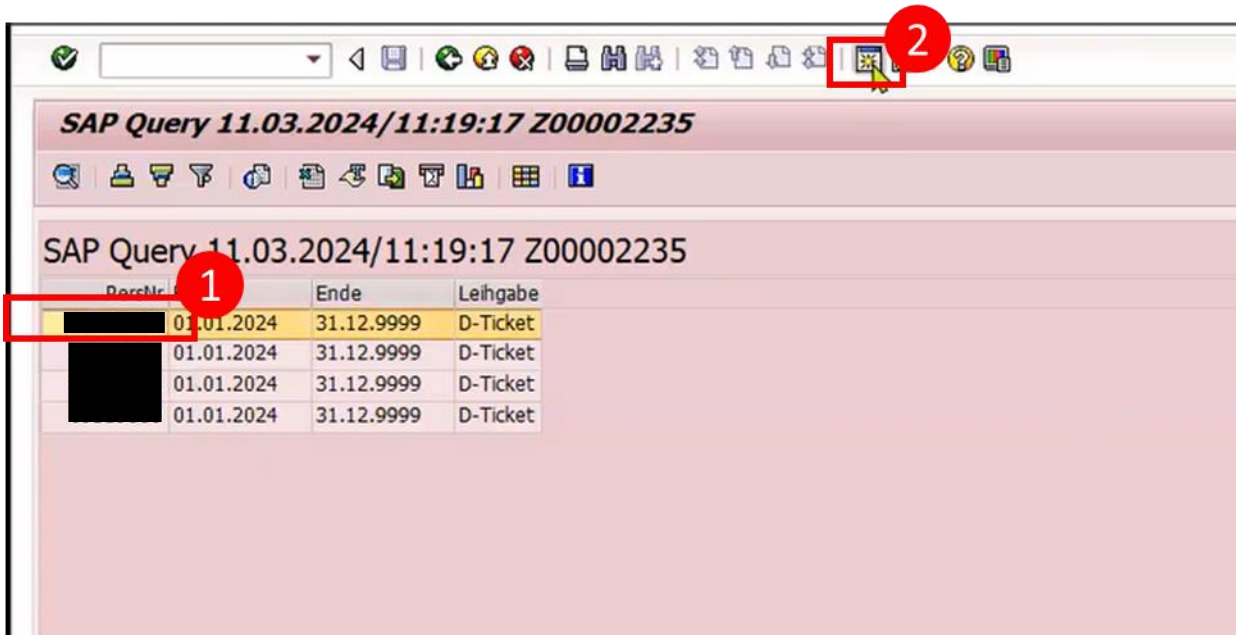 2
SAP Query 11.03.2024/11:19:17 Z00002235
SAP Query 11.03.2024/11:19:17 Z00002235
1
PersNr Ende Leihgabe
01.01.2024 31.12.9999 D-Ticket
01.01.2024 31.12.9999 D-Ticket
01.01.2024 31.12.9999 D-Ticket
01.01.2024 31.12.9999 D-Ticket